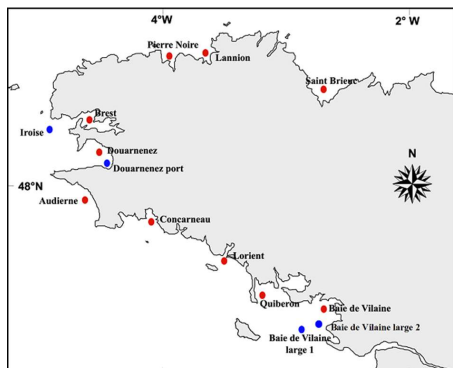 4°W
2°W
Pierre Noire
Lannion
Saint Brieuc
Brest
Iroise
Douarnenez
Douarnenez port
N
48°N
Audierne
Concarneau
Lorient
Quiberon
Baie de Vilaine
Baie de Vilaine large 2
Baie de Vilaine
large 1